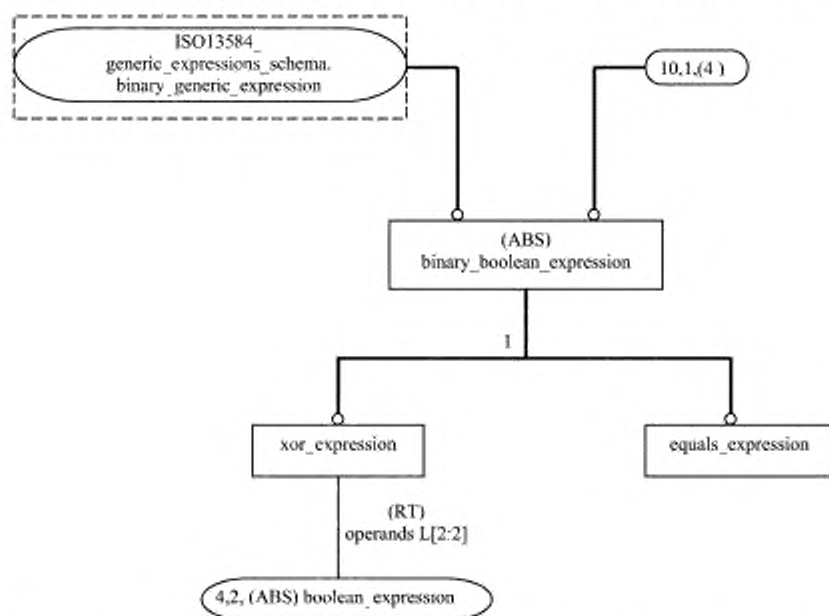 ISO13584_
generic_expressions_schema.
binary_generic_expression
10,1,(4 )
(ABS)
binary_boolean_expression
1
xor_expression
equals_expression
(RT)
operands L[2:2]
4,2, (ABS) boolean_expression